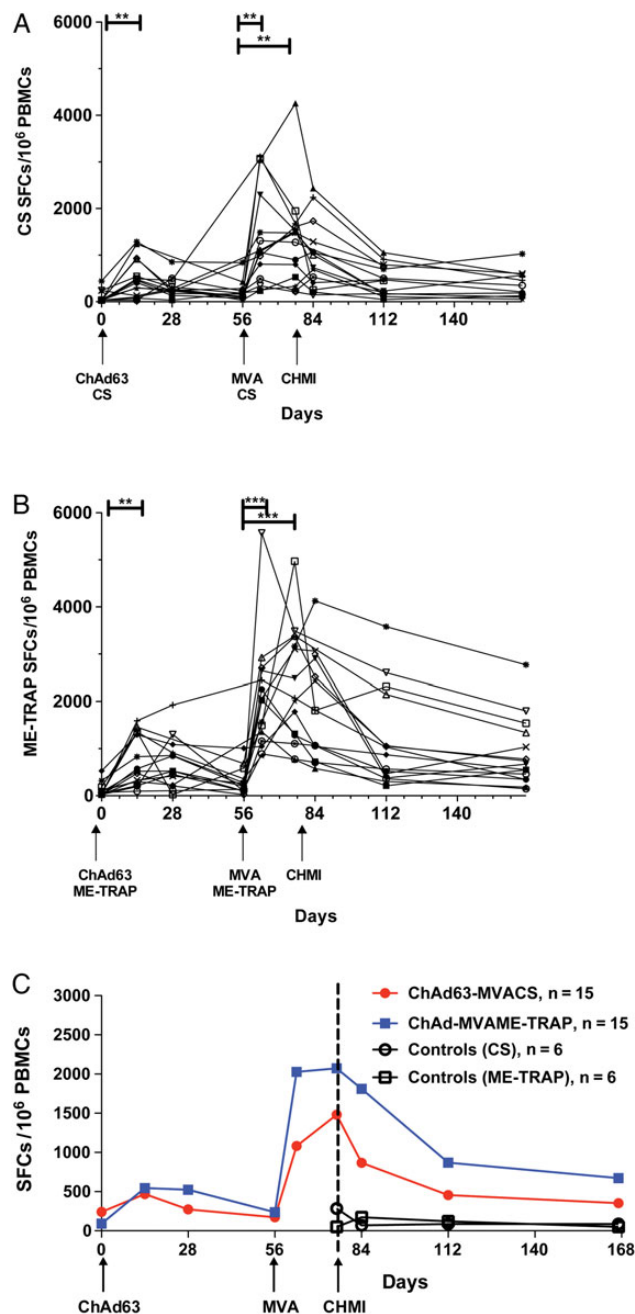 A
6000
4000
2000
0
CS SFCs/10⁶ PBMCs
**
**
**
0 28 56 84 112 140
ChAd63
CS
MVA
CS
CHMI
Days
B
6000
4000
2000
0
ME-TRAP SFCs/10⁶ PBMCs
**
***
***
0 28 56 84 112 140
ChAd63
ME-TRAP
MVA
ME-TRAP
CHMI
Days
C
3000
2500
2000
1500
1000
500
0
SFCs/10⁶ PBMCs
ChAd63-MVACS, n = 15
ChAd-MVAME-TRAP, n = 15
Controls (CS), n = 6
Controls (ME-TRAP), n = 6
0 28 56 84 112 140 168
ChAd63
MVA
CHMI
Days